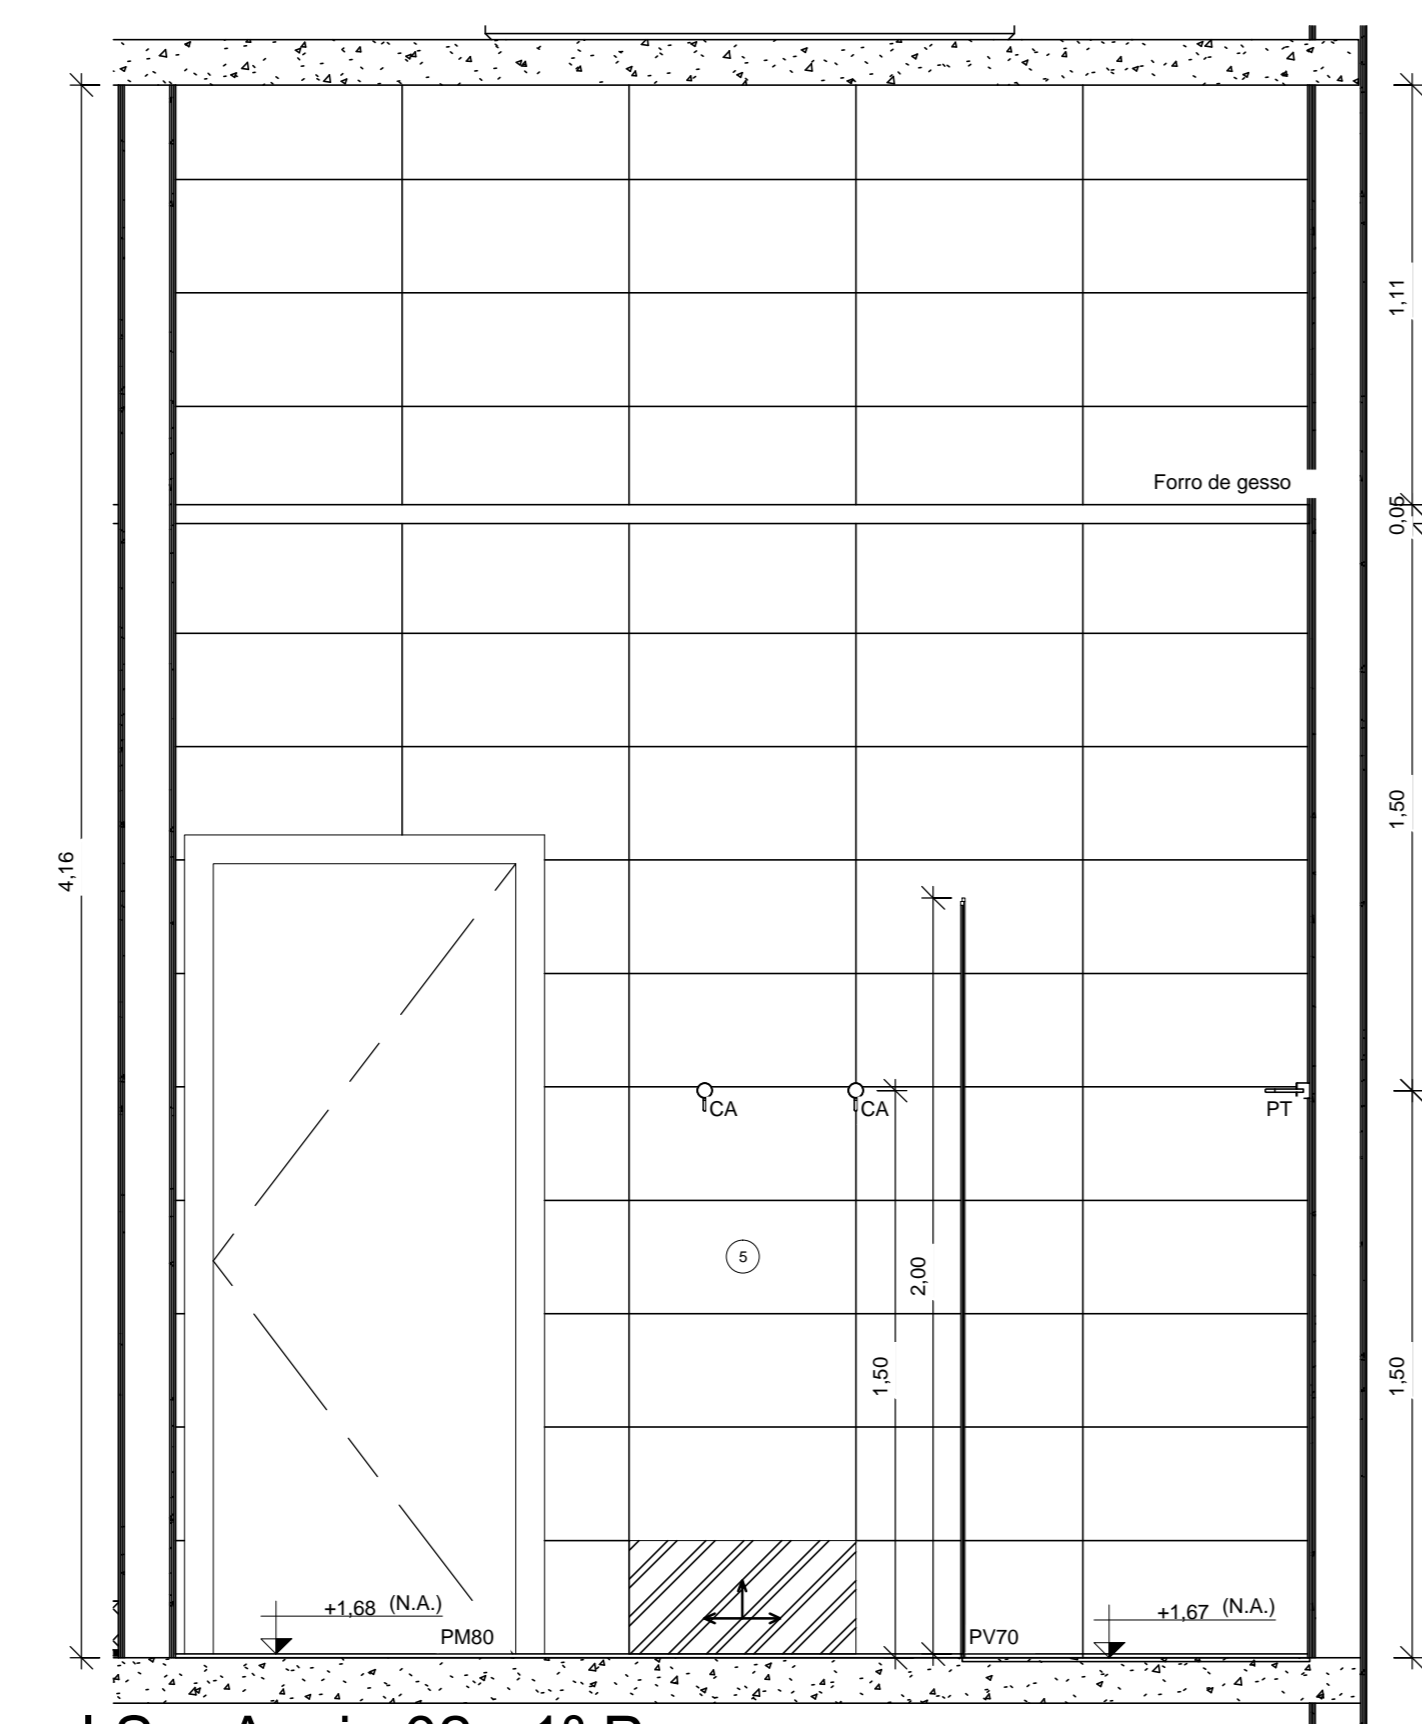 1,11
Forro de gesso
0,05
1,50
4,16
CA
CA
PT
5
2,00
1,50
1,50
+1,68 (N.A.)
+1,67 (N.A.)
PM80
PV70